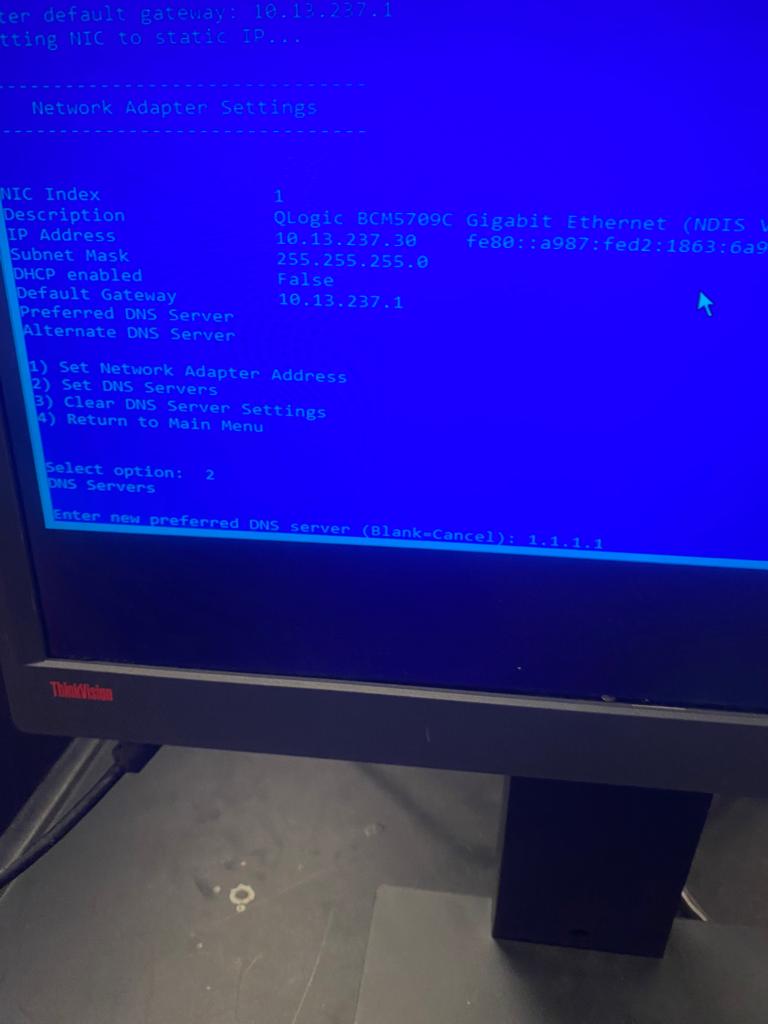 ter default gateway: 10.13.237.1
tting NIC to static IP...
--------------------------------
Network Adapter Settings
--------------------------------
NIC Index 1
Description QLogic BCM5709C Gigabit Ethernet (NDIS V
IP Address 10.13.237.30 fe80::a987:fed2:1863:6a9
Subnet Mask 255.255.255.0
DHCP enabled False
Default Gateway 10.13.237.1
Preferred DNS Server
Alternate DNS Server
1) Set Network Adapter Address
2) Set DNS Servers
3) Clear DNS Server Settings
4) Return to Main Menu
Select option: 2
DNS Servers
Enter new preferred DNS server (Blank=Cancel): 1.1.1.1
ThinkVision